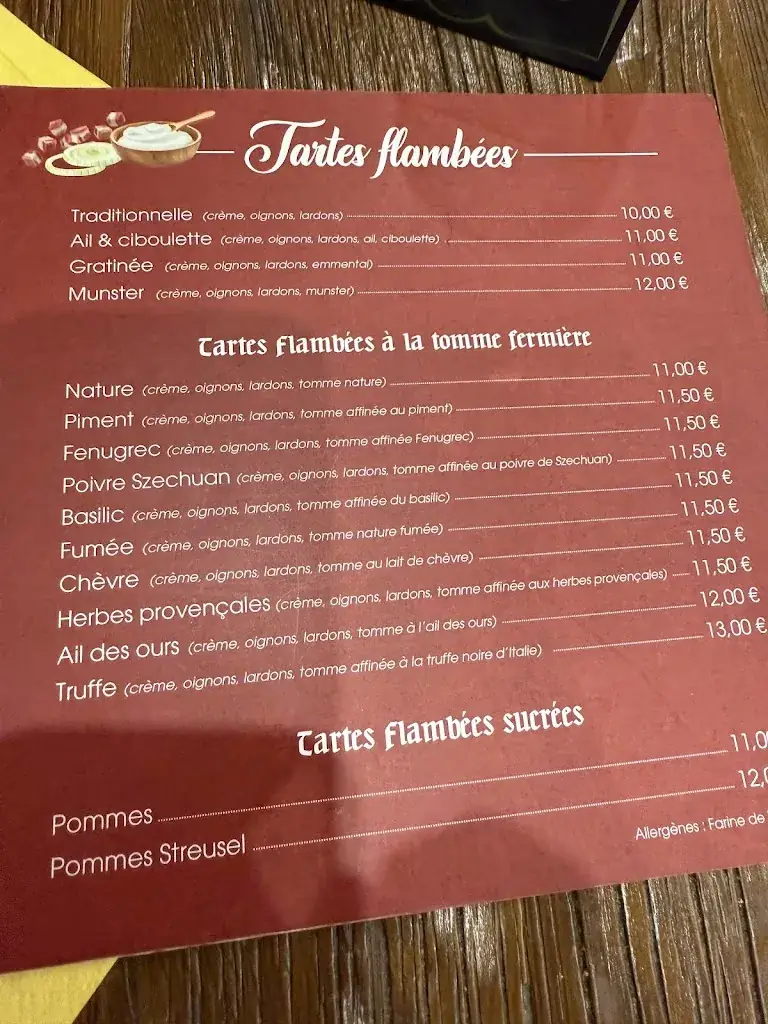 Tartes flambées
Traditionnelle (crème, oignons, lardons) 10,00 €
Ail & ciboulette (crème, oignons, lardons, ail, ciboulette) 11,00 €
Gratinée (crème, oignons, lardons, emmental) 11,00 €
Munster (crème, oignons, lardons, munster) 12,00 €
Tartes flambées à la tomme fermière
Nature (crème, oignons, lardons, tomme nature) 11,00 €
Piment (crème, oignons, lardons, tomme affinée au piment) 11,50 €
Fenugrec (crème, oignons, lardons, tomme affinée Fenugrec) 11,50 €
Poivre Szechuan (crème, oignons, lardons, tomme affinée au poivre de Szechuan) 11,50 €
Basilic (crème, oignons, lardons, tomme affinée du basilic) 11,50 €
Fumée (crème, oignons, lardons, tomme nature fumée) 11,50 €
Chèvre (crème, oignons, lardons, tomme au lait de chèvre) 11,50 €
Herbes provençales (crème, oignons, lardons, tomme affinée aux herbes provençales) 11,50 €
Ail des ours (crème, oignons, lardons, tomme à l'ail des ours) 12,00 €
Truffe (crème, oignons, lardons, tomme affinée à la truffe noire d'Italie) 13,00 €
Tartes flambées sucrées
Pommes 11,0
Pommes Streusel 12,
Allergènes : Farine de